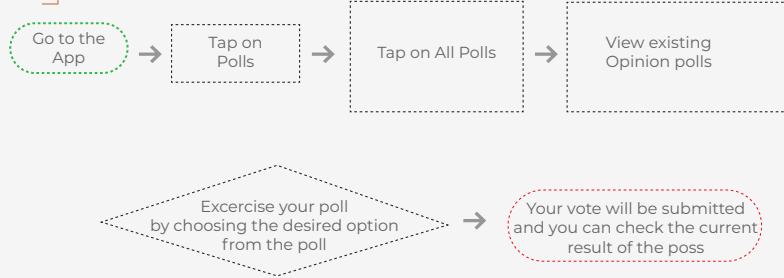 Go to the
App
Tap on
Polls
Tap on All Polls
View existing
Opinion polls
Excercise your poll
by choosing the desired option
from the poll
Your vote will be submitted
and you can check the current
result of the poss